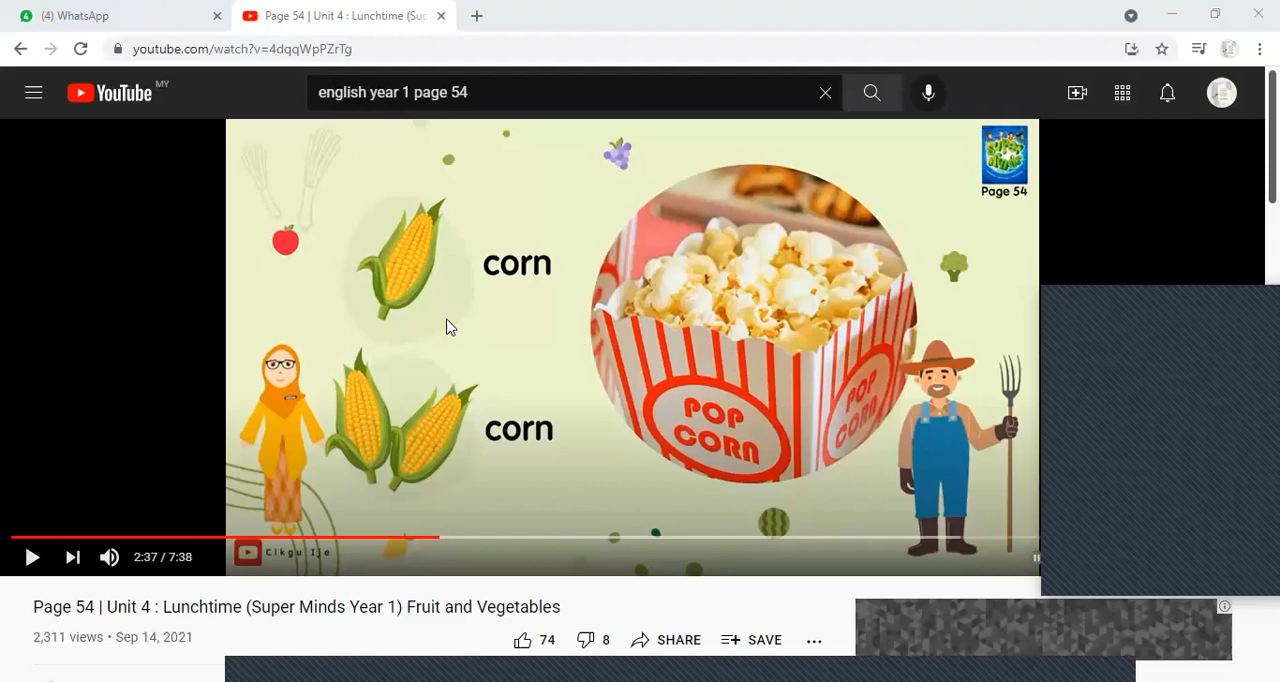 (4) WhatsApp
Page 54 | Unit 4 : Lunchtime (Sup
youtube.com/watch?v=4dqqWpPZrTg
YouTube MY
english year 1 page 54
super minds
Page 54
corn
corn
POP
CORN
POP
CORN
Cikgu Ije
2:37 / 7:38
Page 54 | Unit 4 : Lunchtime (Super Minds Year 1) Fruit and Vegetables
2,311 views • Sep 14, 2021
74
8
SHARE
SAVE